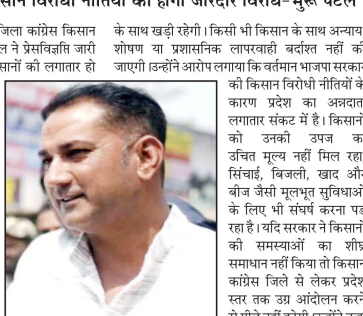 सान विरोधी नीतियों का होगा जोरदार विरोध-मुरू पटेल
जिला कांग्रेस किसान
ल ने प्रेसविज्ञप्ति जारी
सानों की लगातार हो
के साथ खड़ी रहेगी। किसी भी किसान के साथ अन्याय
शोषण या प्रशासनिक लापरवाही बर्दाश्त नहीं की
जाएगी।उन्होंने आरोप लगाया कि वर्तमान भाजपा सरकार
की किसान विरोधी नीतियों के
कारण प्रदेश का अन्नदाता
लगातार संकट में है। किसानों
को उनकी उपज का
उचित मूल्य नहीं मिल रहा
सिंचाई, बिजली, खाद और
बीज जैसी मूलभूत सुविधाओं
के लिए भी संघर्ष करना पड़
रहा है। यदि सरकार ने किसानों
की समस्याओं का शीघ्र
समाधान नहीं किया तो किसान
कांग्रेस जिले से लेकर प्रदेश
स्तर तक उग्र आंदोलन करने